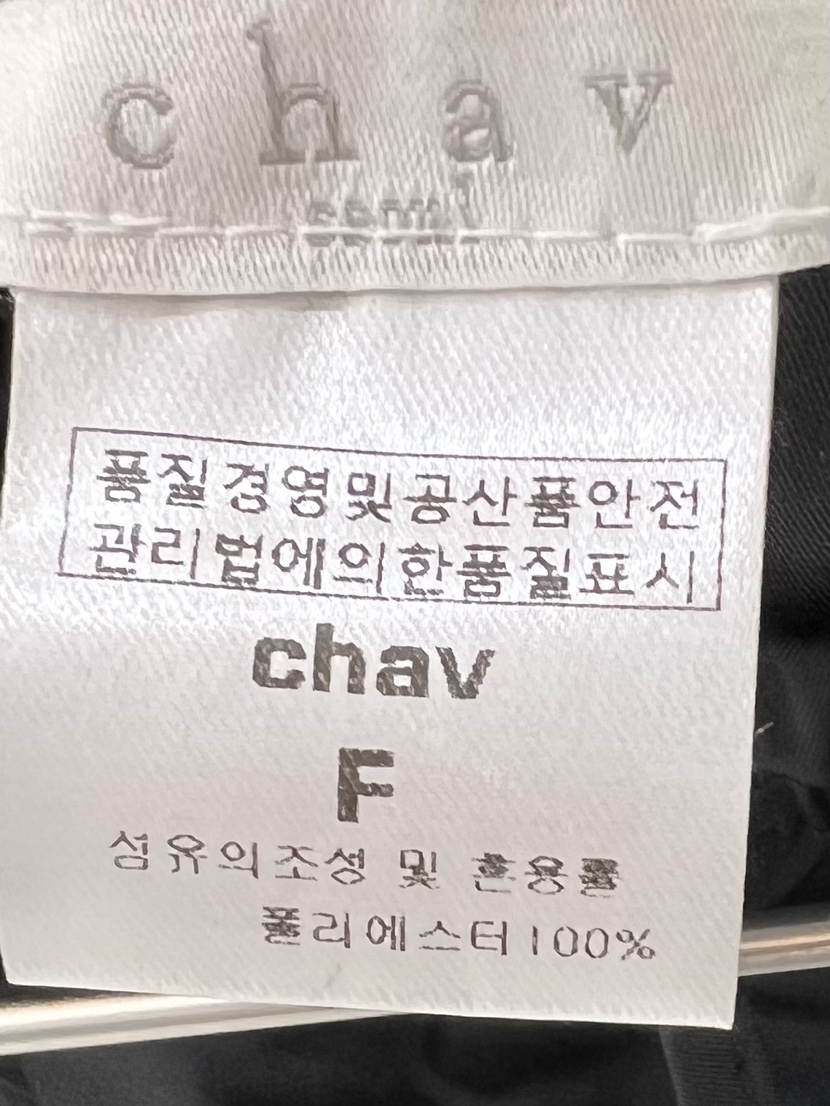 chav
품질경영및공산품안전
관리법에의한품질표시
chav
F
섬유의조성 및 혼용률
폴리에스터100%